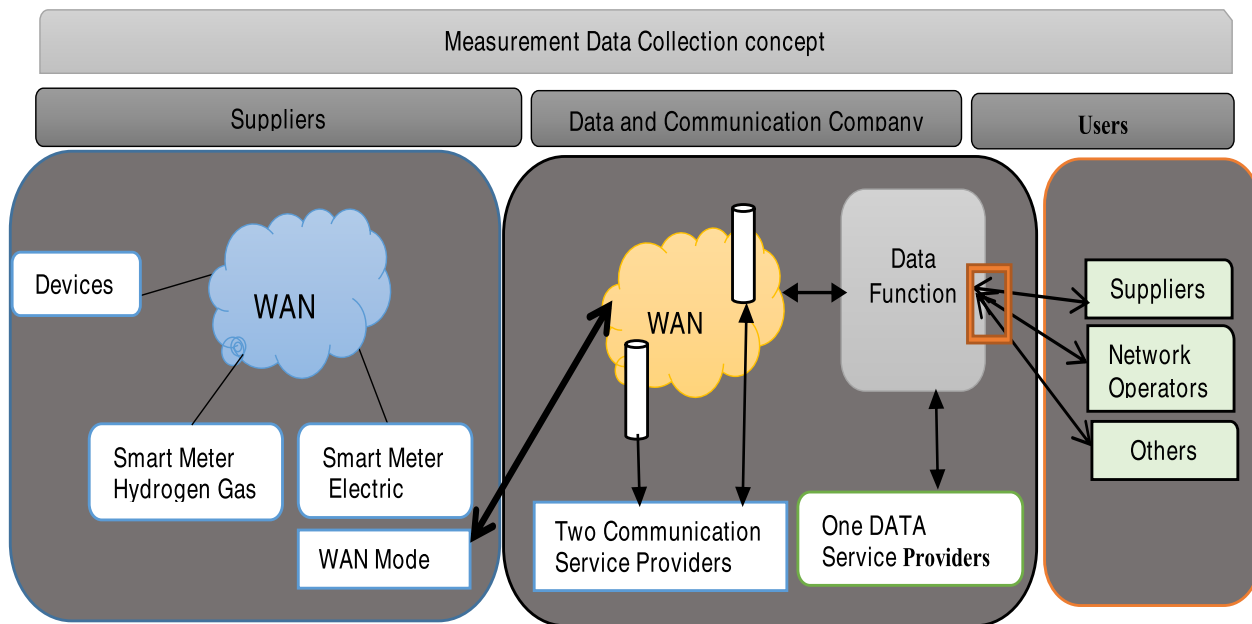 Measurement Data Collection concept
Suppliers
Data and Communication Company
Users
Devices
WAN
Smart Meter
Hydrogen Gas
Smart Meter
Electric
WAN Mode
WAN
Data
Function
Two Communication
Service Providers
One DATA
Service Providers
Suppliers
Network
Operators
Others